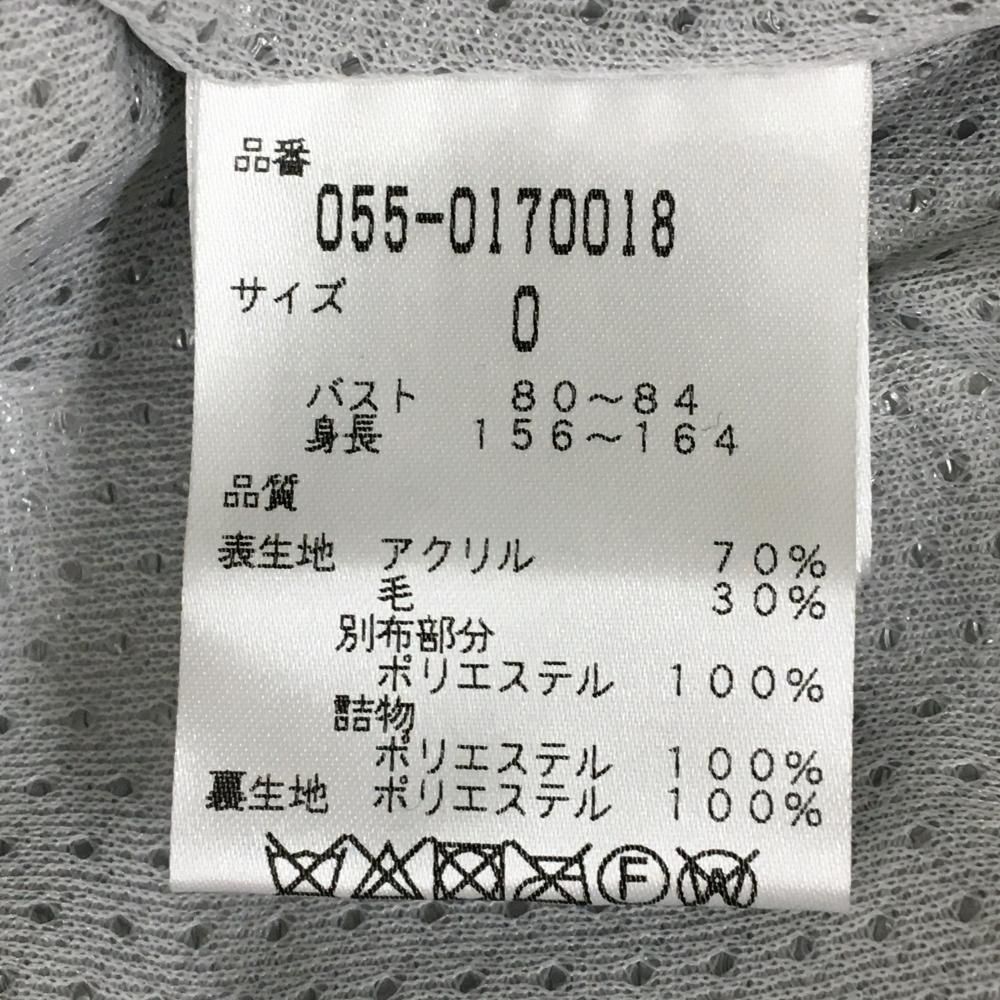 品番
055-0170018
サイズ 0
バスト 80～84
身長 156～164
品質
表生地 アクリル 70%
毛 30%
別布部分
ポリエステル 100%
詰物
ポリエステル 100%
裏生地 ポリエステル 100%
F W